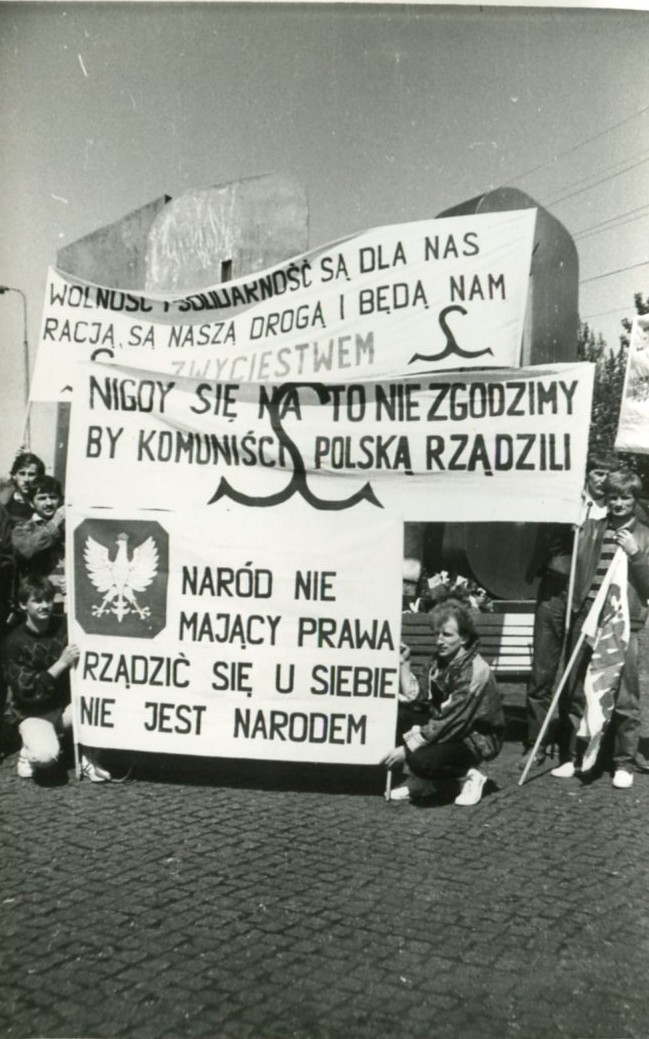 WOLNOŚĆ I SOLIDARNOŚĆ SĄ DLA NAS
RACJĄ, SĄ NASZĄ DROGĄ I BĘDĄ NAM
ZWYCIĘSTWEM
NIGDY SIĘ NA TO NIE ZGODZIMY
BY KOMUNIŚCI POLSKĄ RZĄDZILI
NARÓD NIE
MAJĄCY PRAWA
RZĄDZIĆ SIĘ U SIEBIE
NIE JEST NARODEM